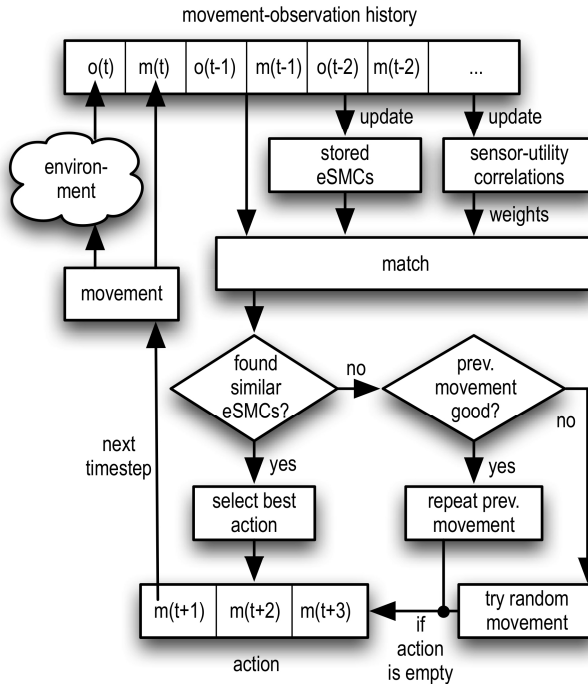 movement-observation history
o(t) m(t) o(t-1) m(t-1) o(t-2) m(t-2) ...
update update
environ-
ment
stored
eSMCs
sensor-utility
correlations
weights
match
movement
found
similar
eSMCs?
no
prev.
movement
good?
no
next
timestep
yes
yes
select best
action
repeat prev.
movement
m(t+1) m(t+2) m(t+3)
try random
movement
if
action
is empty
action